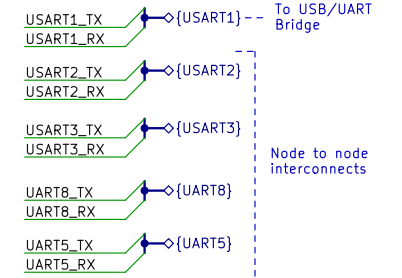 To USB/UART
Bridge
USART1_TX
USART1_RX
{USART1}
USART2_TX
USART2_RX
{USART2}
USART3_TX
USART3_RX
{USART3}
Node to node
interconnects
UART8_TX
UART8_RX
{UART8}
UART5_TX
UART5_RX
{UART5}